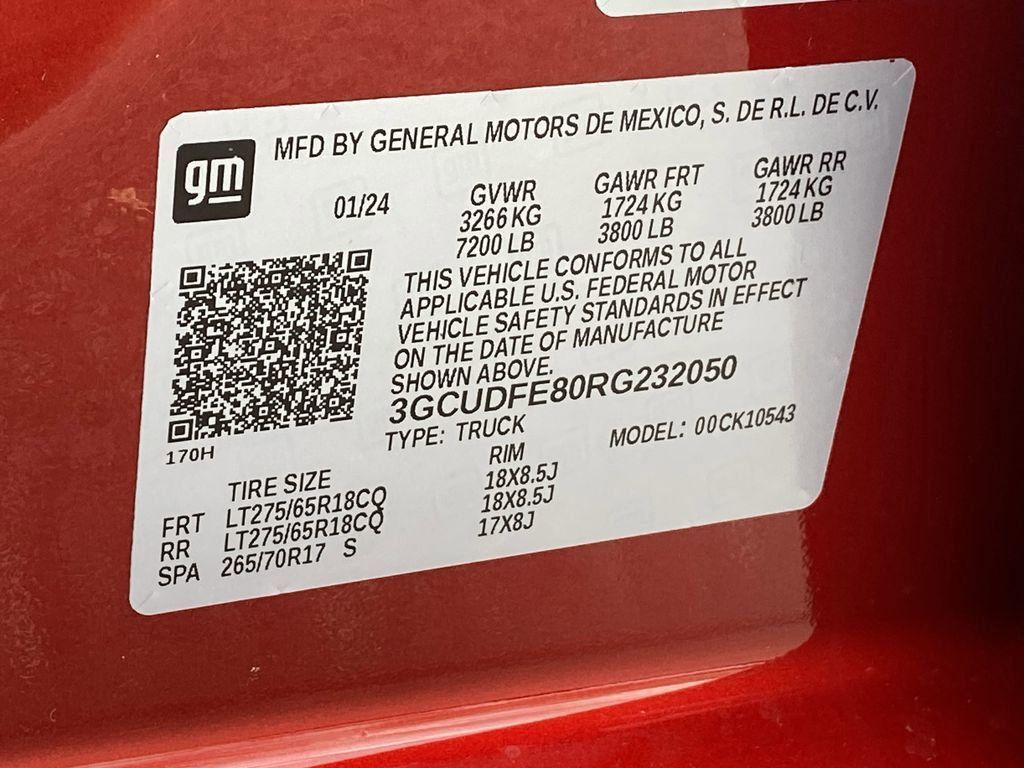 gm
MFD BY GENERAL MOTORS DE MEXICO, S. DE R.L. DE C.V.
01/24
GVWR
3266 KG
7200 LB
GAWR FRT
1724 KG
3800 LB
GAWR RR
1724 KG
3800 LB
THIS VEHICLE CONFORMS TO ALL
APPLICABLE U.S. FEDERAL MOTOR
VEHICLE SAFETY STANDARDS IN EFFECT
ON THE DATE OF MANUFACTURE
SHOWN ABOVE.
3GCUDFE80RG232050
TYPE: TRUCK
MODEL: 00CK10543
170H
TIRE SIZE RIM
FRT LT275/65R18CQ 18X8.5J
RR LT275/65R18CQ 18X8.5J
SPA 265/70R17 S 17X8J